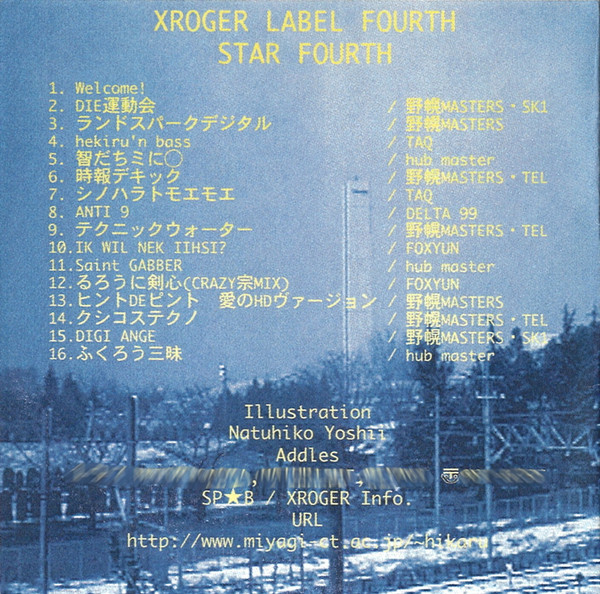 XROGER LABEL FOURTH
STAR FOURTH
1. Welcome!
2. DIE運動会 / 野幌MASTERS・SK1
3. ランドスパークデジタル / 野幌MASTERS
4. hekiru'n bass / TAQ
5. 智だちミに◯ / hub master
6. 時報デキック / 野幌MASTERS・TEL
7. シノハラトモエモエ / TAQ
8. ANTI 9 / DELTA 99
9. テクニックウォーター / 野幌MASTERS・TEL
10.IK WIL NEK IIHSI? / FOXYUN
11.Saint GABBER / hub master
12.るろうに剣心(CRAZY宗MIX) / FOXYUN
13.ヒントDEピント 愛のHDヴァージョン / 野幌MASTERS
14.クシコステクノ / 野幌MASTERS・TEL
15.DIGI ANGE / 野幌MASTERS・SK1
16.ふくろう三昧 / hub master
Illustration
Natuhiko Yoshii
Addles
SP★B / XROGER Info.
URL
http://www.miyagi-ct.ac.jp/~hikaru